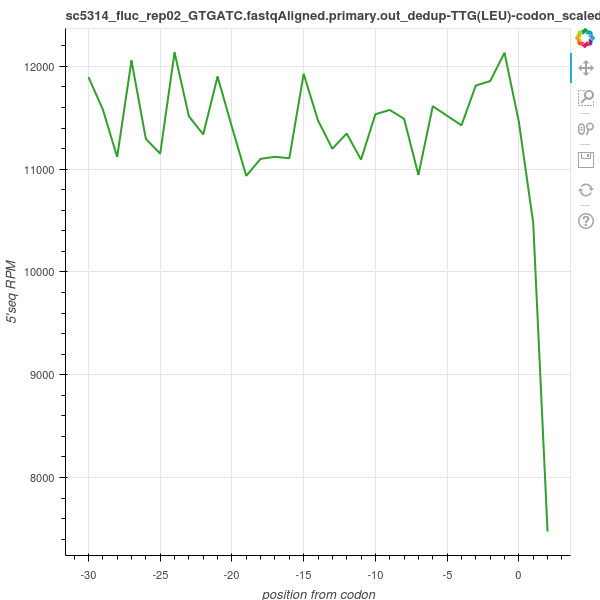 sc5314_fluc_rep02_GTGATC.fastqAligned.primary.out_dedup-TTG(LEU)-codon_scaled
12000
11000
10000
9000
8000
5'seq RPM
-30 -25 -20 -15 -10 -5 0
position from codon